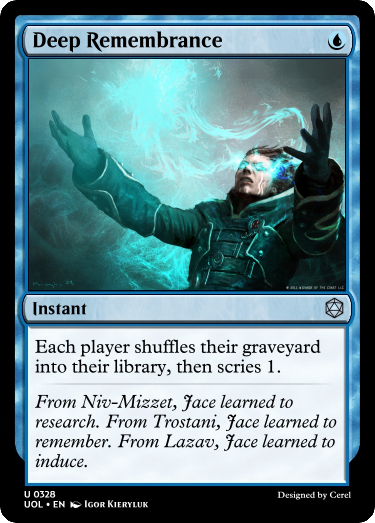 Deep Remembrance
Instant
Each player shuffles their graveyard
into their library, then scries 1.
From Niv-Mizzet, Jace learned to
research. From Trostani, Jace learned to
remember. From Lazav, Jace learned to
induce.
U 0328
UOL • EN Igor Kieryluk
Designed by Cerel